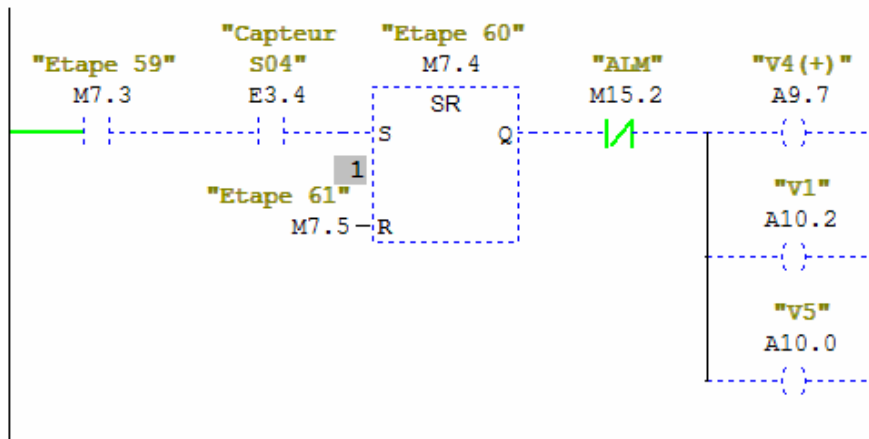 "Capteur "Etape 60"
"Etape 59" S04" M7.4 "ALM" "V4(+)"
M7.3 E3.4 SR M15.2 A9.7
S Q
1 "V1"
"Etape 61" A10.2
M7.5 R
"V5"
A10.0